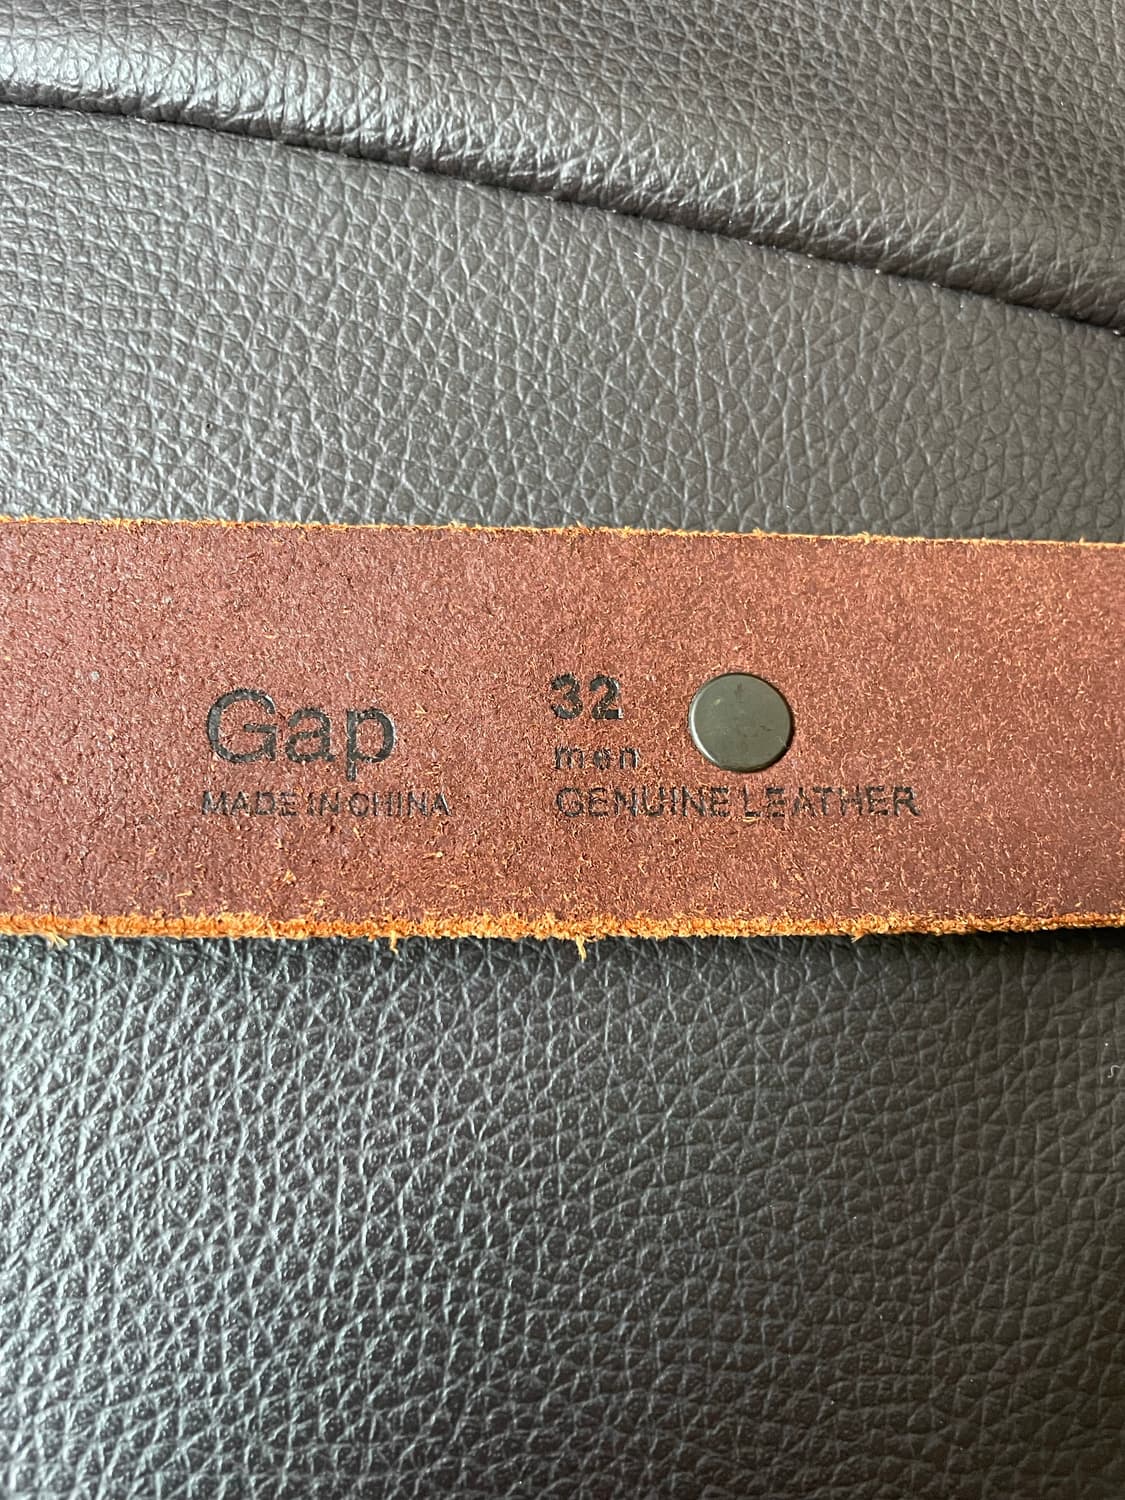 Gap
MADE IN CHINA
32
men
GENUINE LEATHER